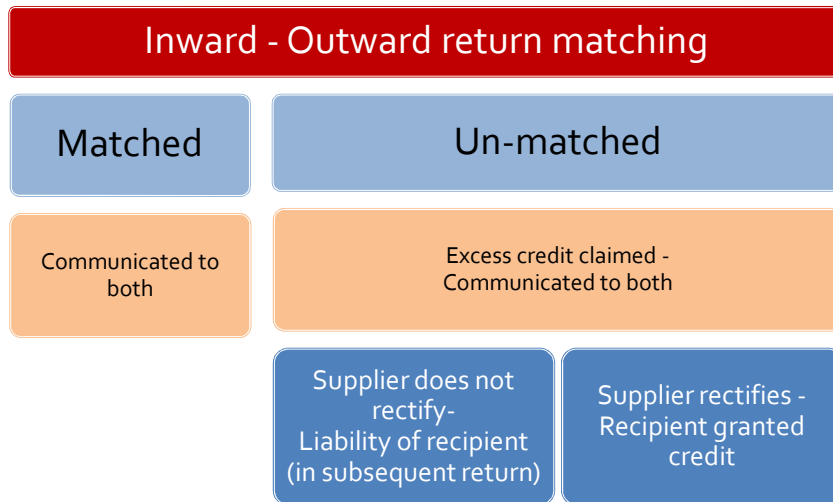 Inward - Outward return matching
Matched
Un-matched
Communicated to
both
Excess credit claimed -
Communicated to both
Supplier does not
rectify-
Liability of recipient
(in subsequent return)
Supplier rectifies -
Recipient granted
credit